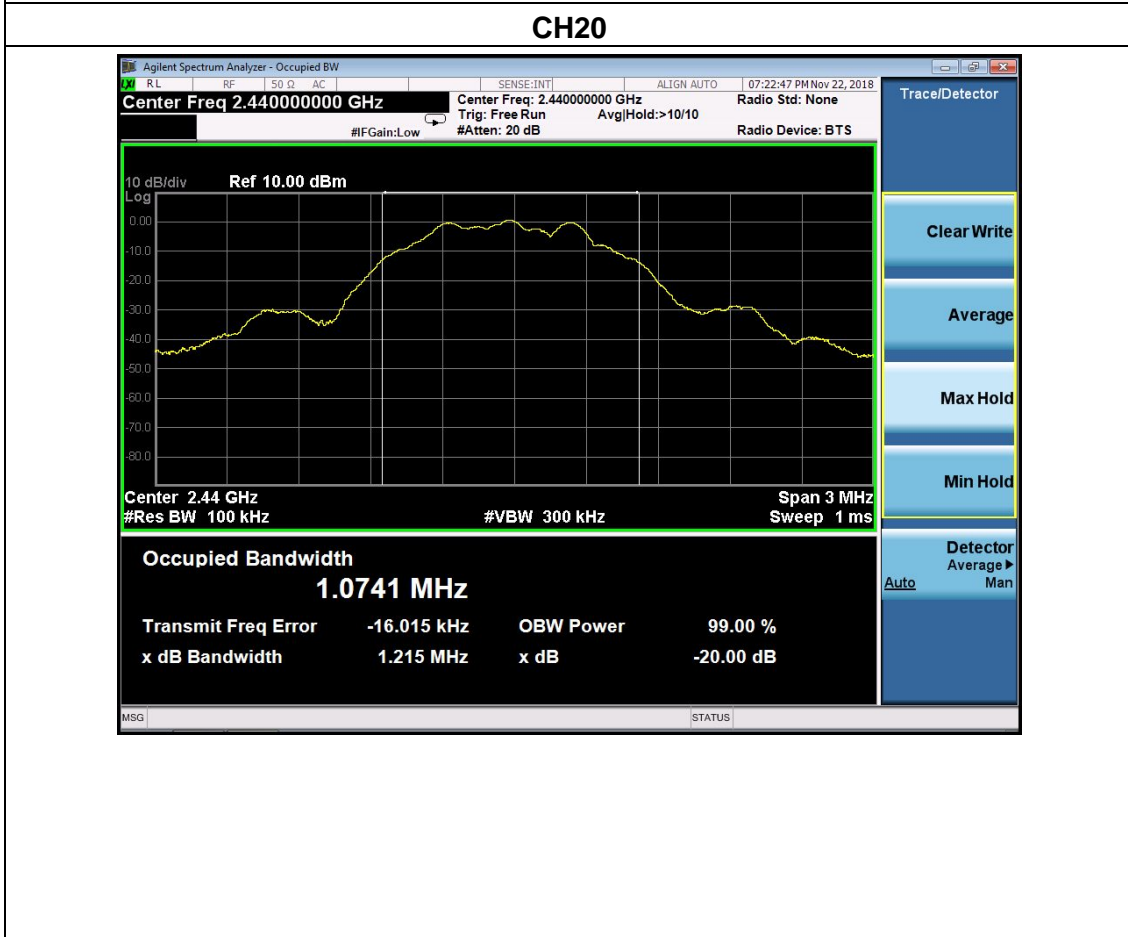 CH20
Agilent Spectrum Analyzer - Occupied BW
LXI RL RF 50 Ω AC SENSE:INT ALIGN AUTO 07:22:47 PM Nov 22, 2018
Center Freq 2.440000000 GHz
Center Freq: 2.440000000 GHz
Radio Std: None
Trig: Free Run Avg|Hold:>10/10
#IFGain:Low #Atten: 20 dB Radio Device: BTS
Trace/Detector
10 dB/div Ref 10.00 dBm
Log
0.00
-10.0
-20.0
-30.0
-40.0
-50.0
-60.0
-70.0
-80.0
Center 2.44 GHz Span 3 MHz
#Res BW 100 kHz #VBW 300 kHz Sweep 1 ms
Clear Write
Average
Max Hold
Min Hold
Detector
Average▶
Auto Man
Occupied Bandwidth
1.0741 MHz
Transmit Freq Error -16.015 kHz OBW Power 99.00 %
x dB Bandwidth 1.215 MHz x dB -20.00 dB
MSG STATUS